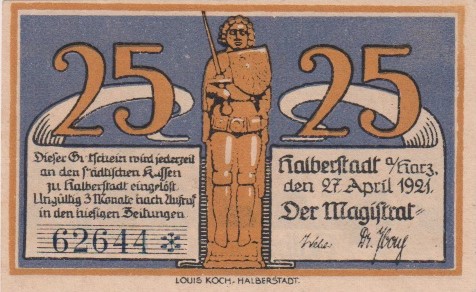 25 25
Dieser Gutschein wird jederzeit
an den städtischen Kassen
zu Halberstadt eingelöst.
Ungültig 3 Monate nach Aufruf
in den hiesigen Zeitungen
62644 *
Halberstadt a/Harz.
den 27. April 1921.
Der Magistrat
LOUIS KOCH.-HALBERSTADT.